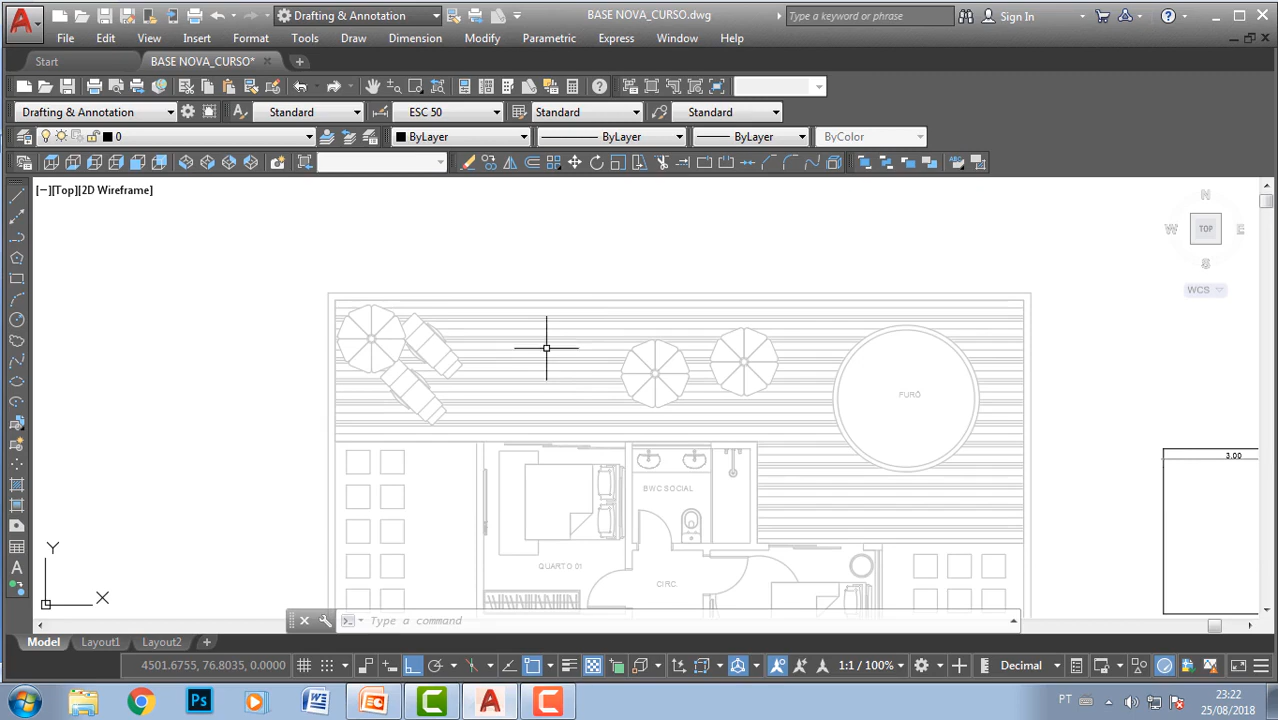 Drafting & Annotation
BASE NOVA_CURSO.dwg
Type a keyword or phrase
Sign In
File Edit View Insert Format Tools Draw Dimension Modify Parametric Express Window Help
Start
BASE NOVA_CURSO*
Drafting & Annotation
Standard
ESC 50
Standard
Standard
0
ByLayer
ByLayer
ByLayer
ByColor
[−][Top][2D Wireframe]
N
W
TOP
E
S
WCS
FURÔ
3.00
BWC SOCIAL
QUARTO 01
CIRC.
Y
X
Type a command
Model
Layout1
Layout2
4501.6755, 76.8035, 0.0000
1:1 / 100%
Decimal
PT
23:22
25/08/2018